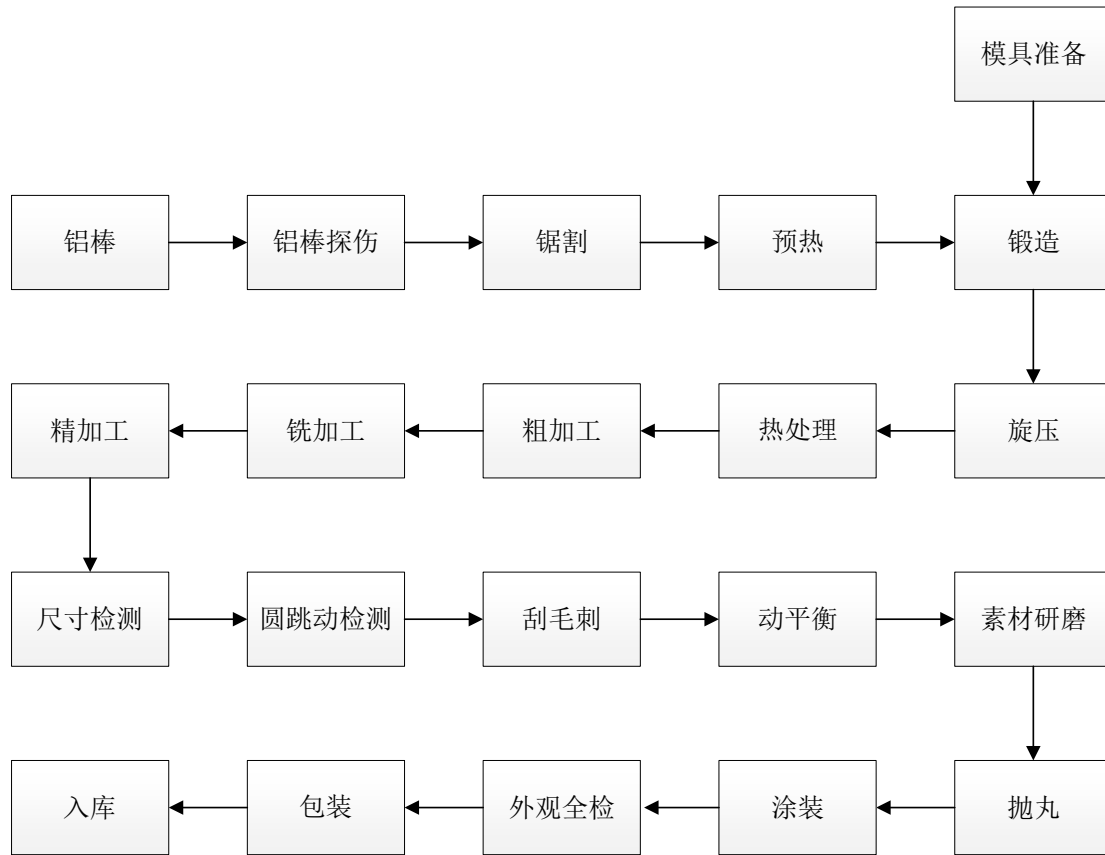 模具准备
铝棒
铝棒探伤
锯割
预热
锻造
精加工
铣加工
粗加工
热处理
旋压
尺寸检测
圆跳动检测
刮毛刺
动平衡
素材研磨
入库
包装
外观全检
涂装
抛丸